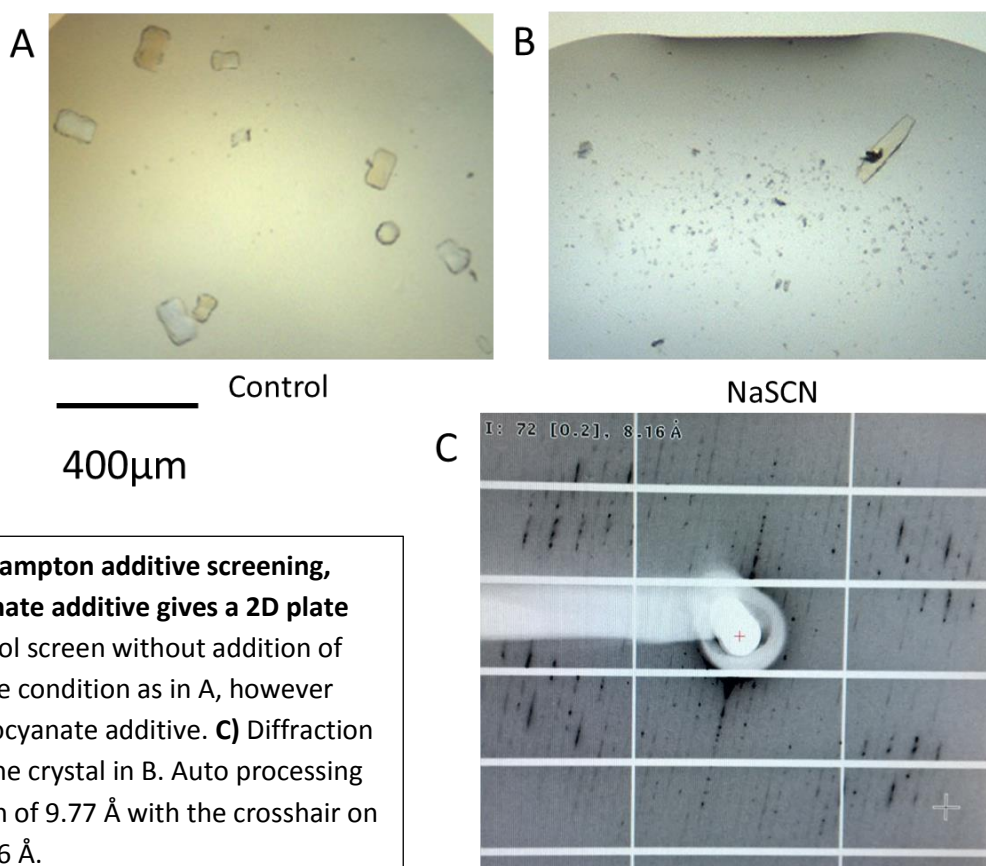 A
B
Control
NaSCN
400µm
C
I: 72 [0.2], 8.16 Å
ampton additive screening,
nate additive gives a 2D plate
ol screen without addition of
e condition as in A, however
ocyanate additive. C) Diffraction
ne crystal in B. Auto processing
n of 9.77 Å with the crosshair on
6 Å.